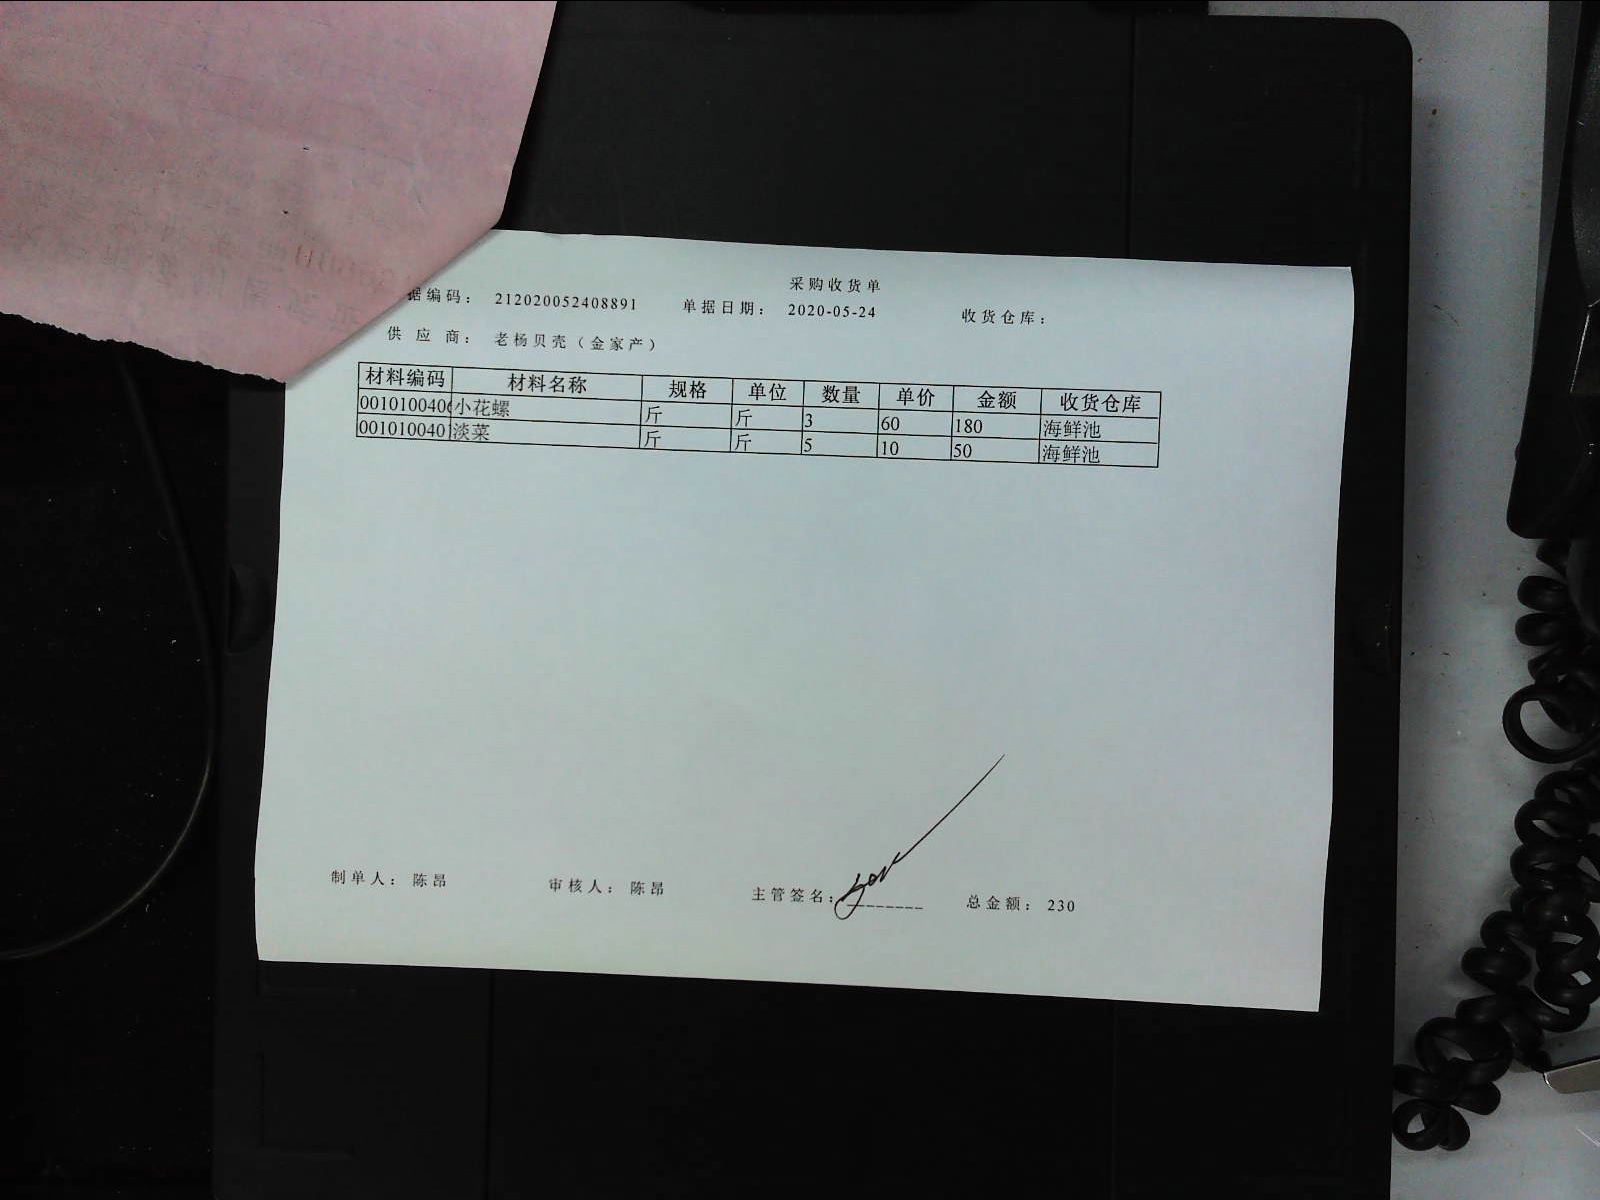 采购收货单
据编码： 212020052408891 单据日期： 2020-05-24 收货仓库：
供应商： 老杨贝壳（金家产）
材料编码 材料名称 规格 单位 数量 单价 金额 收货仓库
001010040 小花螺 斤 斤 3 60 180 海鲜池
001010040 淡菜 斤 斤 5 10 50 海鲜池
制单人： 陈昂 审核人： 陈昂 主管签名： 总金额： 230